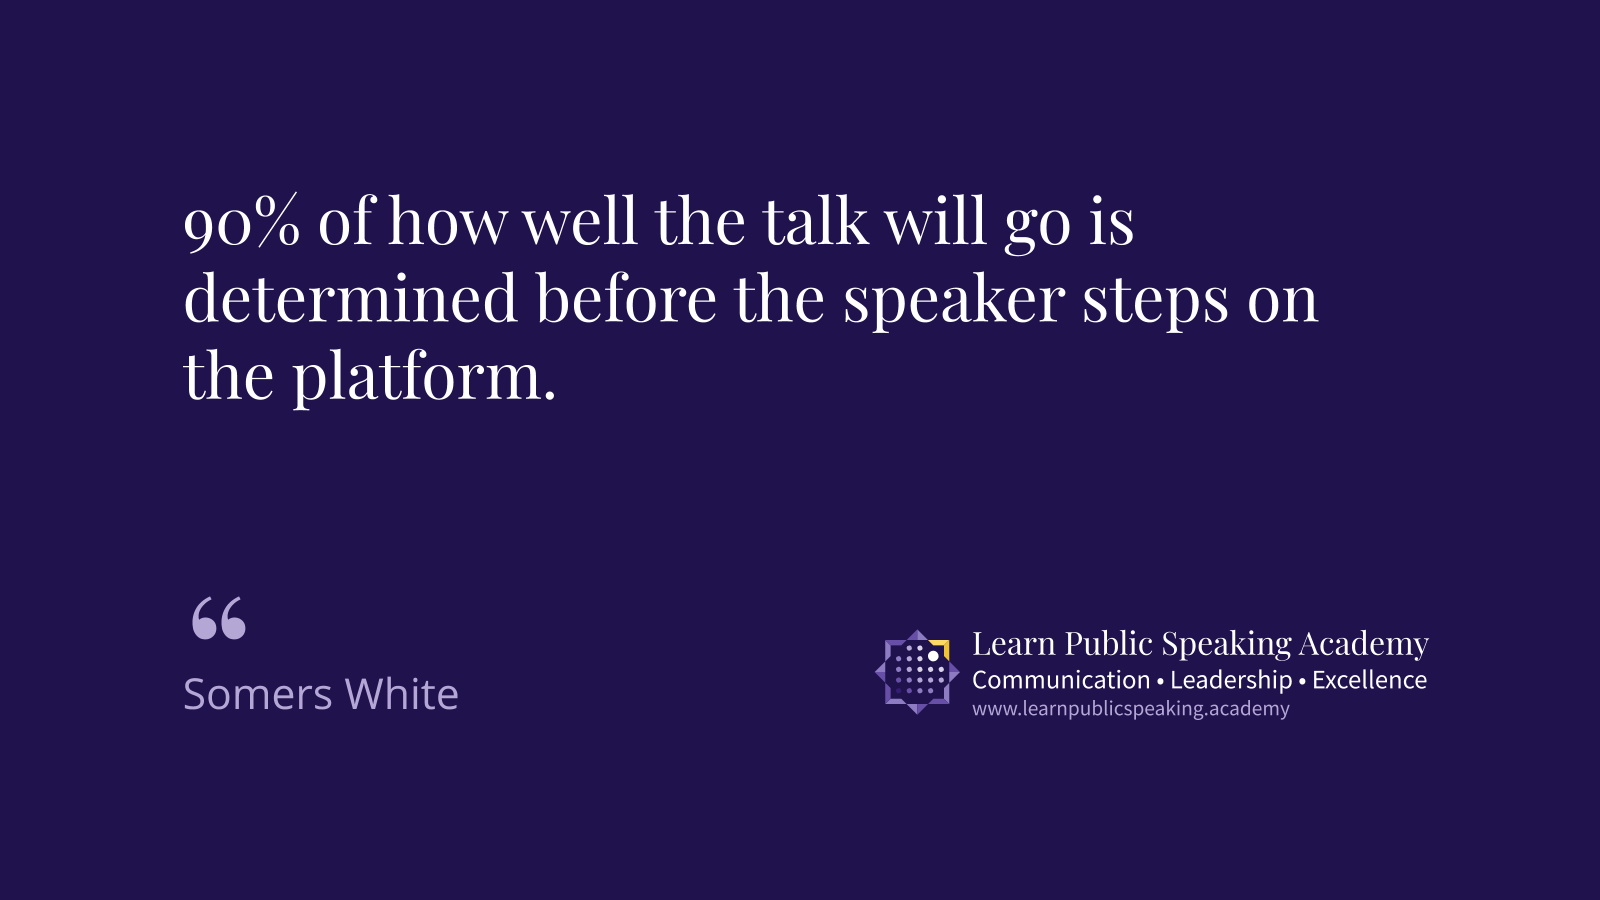 90% of how well the talk will go is
determined before the speaker steps on
the platform.
“
Somers White
Learn Public Speaking Academy
Communication • Leadership • Excellence
www.learnpublicspeaking.academy